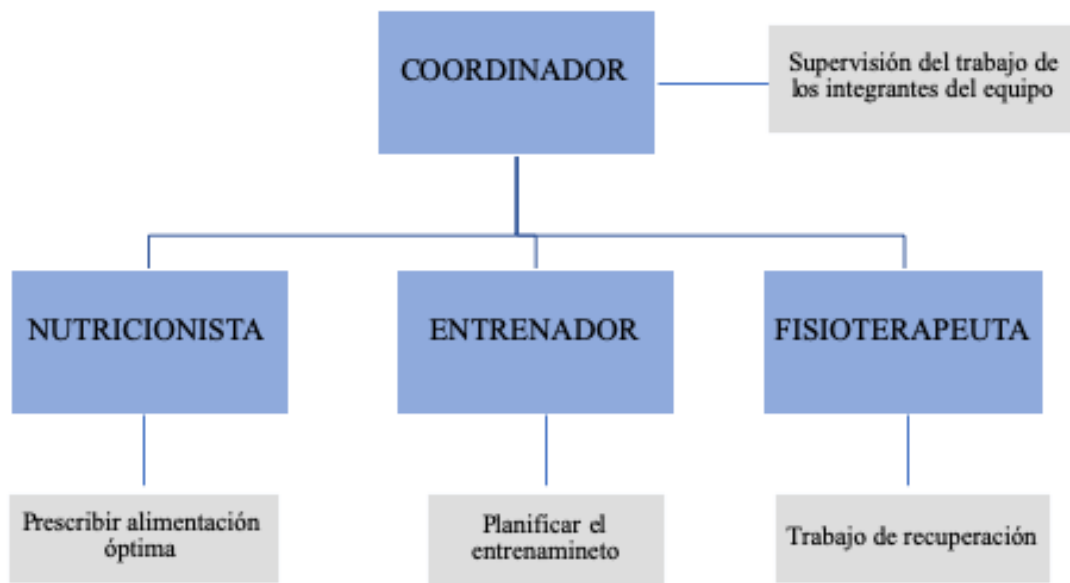 COORDINADOR
Supervisión del trabajo de
los integrantes del equipo
NUTRICIONISTA
ENTRENADOR
FISIOTERAPEUTA
Prescribir alimentación
óptima
Planificar el
entrenamineto
Trabajo de recuperación